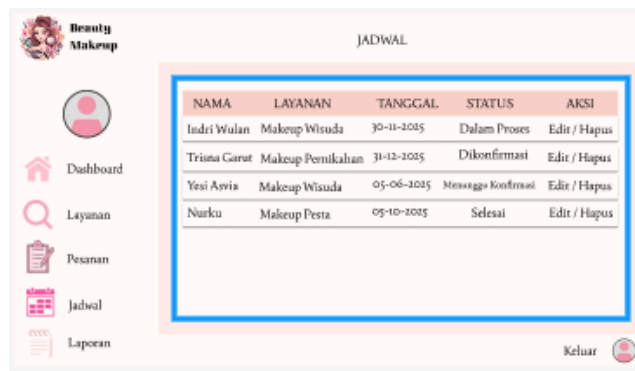 Beauty
Makeup
JADWAL
NAMA LAYANAN TANGGAL STATUS AKSI
Indri Wulan Makeup Wisuda 30-11-2025 Dalam Proses Edit / Hapus
Trisna Garut Makeup Pernikahan 31-12-2025 Dikonfirmasi Edit / Hapus
Yesi Asvia Makeup Wisuda 05-06-2025 Menunggu Konfirmasi Edit / Hapus
Nurku Makeup Pesta 05-10-2025 Selesai Edit / Hapus
Dashboard
Layanan
Pesanan
Jadwal
Laporan
Keluar